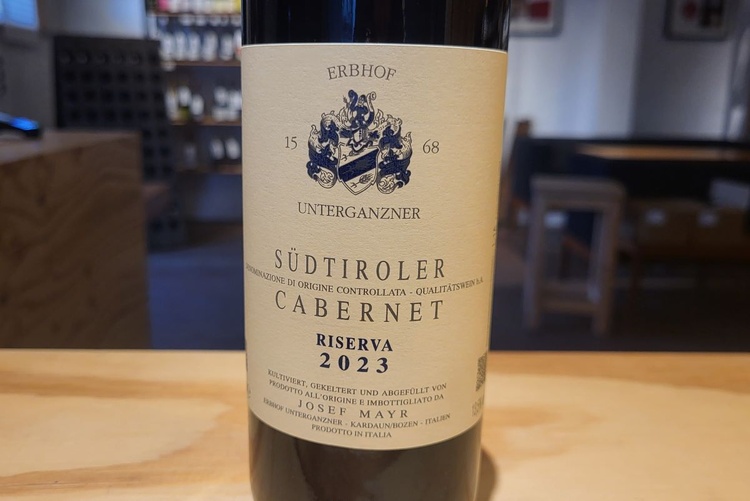 ERBHOF
15 68
UNTERGANZNER
SÜDTIROLER
DENOMINAZIONE DI ORIGINE CONTROLLATA - QUALITÄTSWEIN b.A.
CABERNET
RISERVA
2023
KULTIVIERT, GEKELTERT UND ABGEFÜLLT VON
PRODOTTO ALL'ORIGINE E IMBOTTIGLIATO DA
JOSEF MAYR
ERBHOF UNTERGANZNER - KARDAUN/BOZEN - ITALIEN
PRODOTTO IN ITALIA